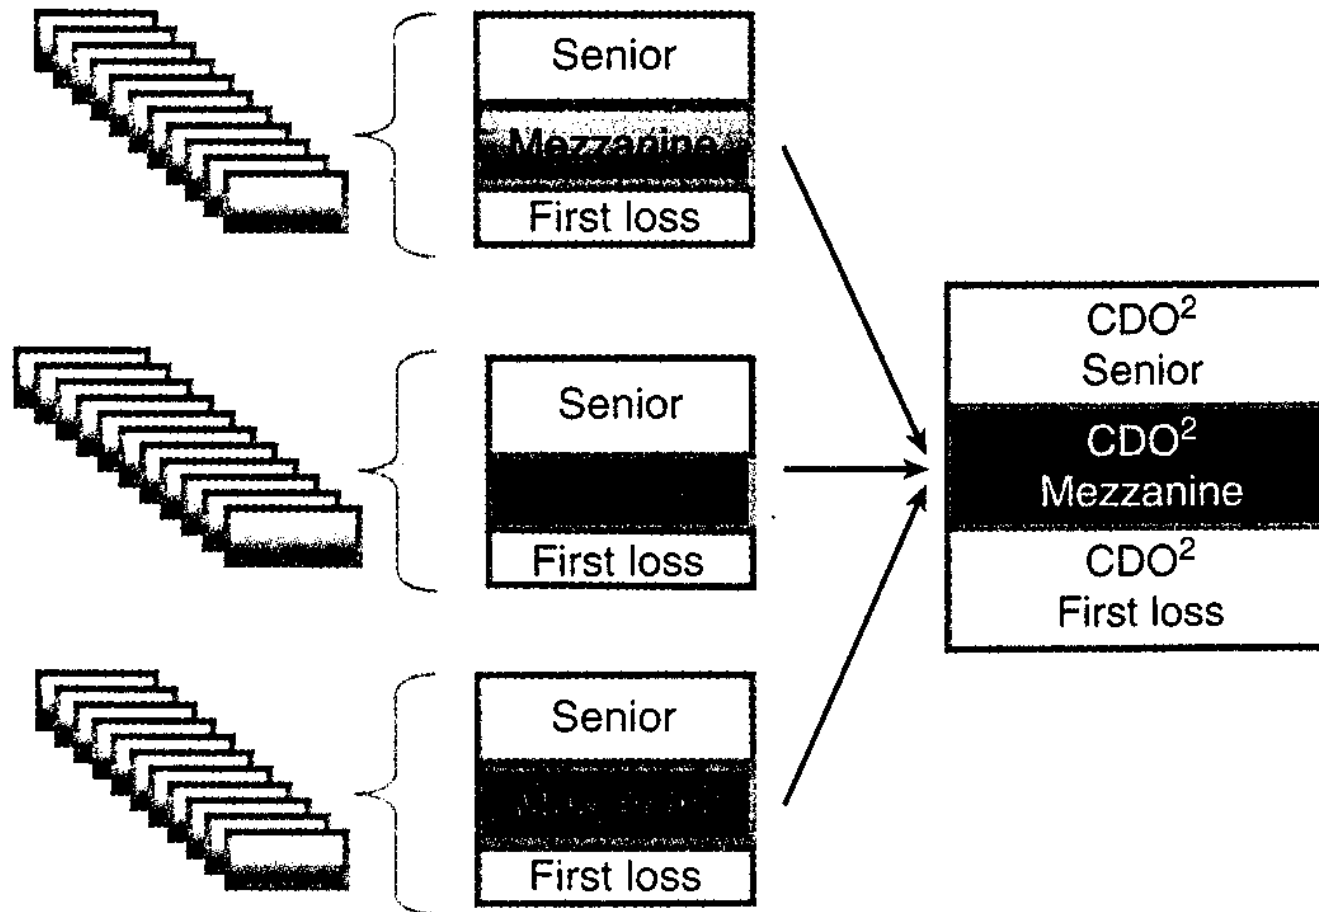 Senior
Mezzanine
First loss
Senior
First loss
Senior
First loss
CDO²
Senior
CDO²
Mezzanine
CDO²
First loss